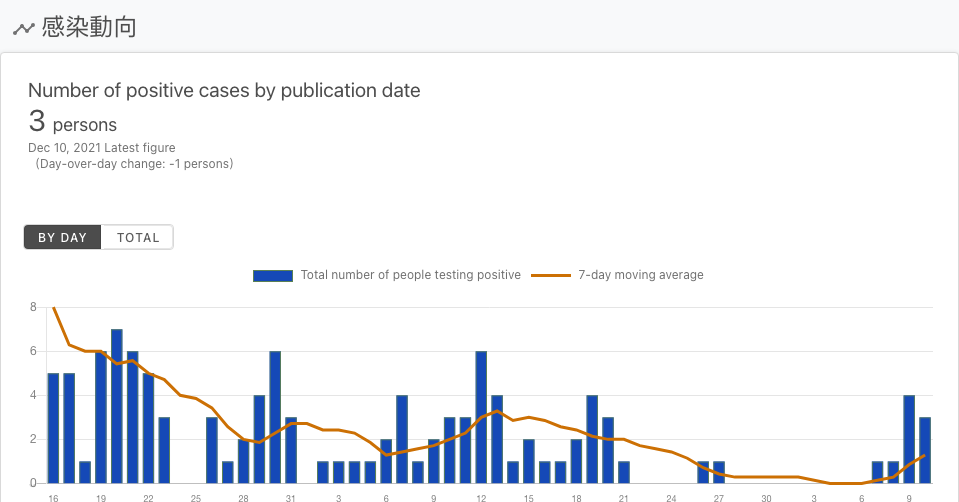 感染動向
Number of positive cases by publication date
3 persons
Dec 10, 2021 Latest figure
(Day-over-day change: -1 persons)
BY DAY TOTAL
Total number of people testing positive 7-day moving average
8
6
4
2
0
16 19 22 25 28 31 3 6 9 12 15 18 21 24 27 30 3 6 9